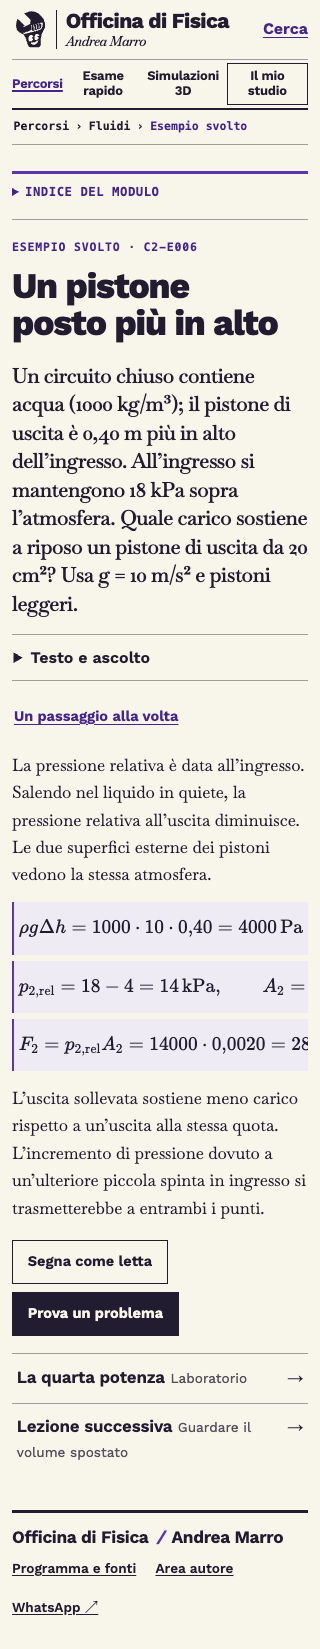 Officina di Fisica
Andrea Marro
Cerca
Percorsi
Esame rapido
Simulazioni 3D
Il mio studio
Percorsi › Fluidi › Esempio svolto
▶ INDICE DEL MODULO
ESEMPIO SVOLTO · C2–E006
Un pistone
posto più in alto
Un circuito chiuso contiene
acqua (1000 kg/m³); il pistone di
uscita è 0,40 m più in alto
dell’ingresso. All’ingresso si
mantengono 18 kPa sopra
l’atmosfera. Quale carico sostiene
a riposo un pistone di uscita da 20
cm²? Usa g = 10 m/s² e pistoni
leggeri.
▶ Testo e ascolto
Un passaggio alla volta
La pressione relativa è data all’ingresso.
Salendo nel liquido in quiete, la
pressione relativa all’uscita diminuisce.
Le due superfici esterne dei pistoni
vedono la stessa atmosfera.
ρgΔh = 1000 · 10 · 0,40 = 4000 Pa
p₂,rel = 18 − 4 = 14 kPa, A₂ =
F₂ = p₂,rel A₂ = 14000 · 0,0020 = 28
L’uscita sollevata sostiene meno carico
rispetto a un’uscita alla stessa quota.
L’incremento di pressione dovuto a
un’ulteriore piccola spinta in ingresso si
trasmetterebbe a entrambi i punti.
Segna come letta
Prova un problema
La quarta potenza Laboratorio →
Lezione successiva Guardare il →
volume spostato
Officina di Fisica / Andrea Marro
Programma e fonti Area autore
WhatsApp ↗